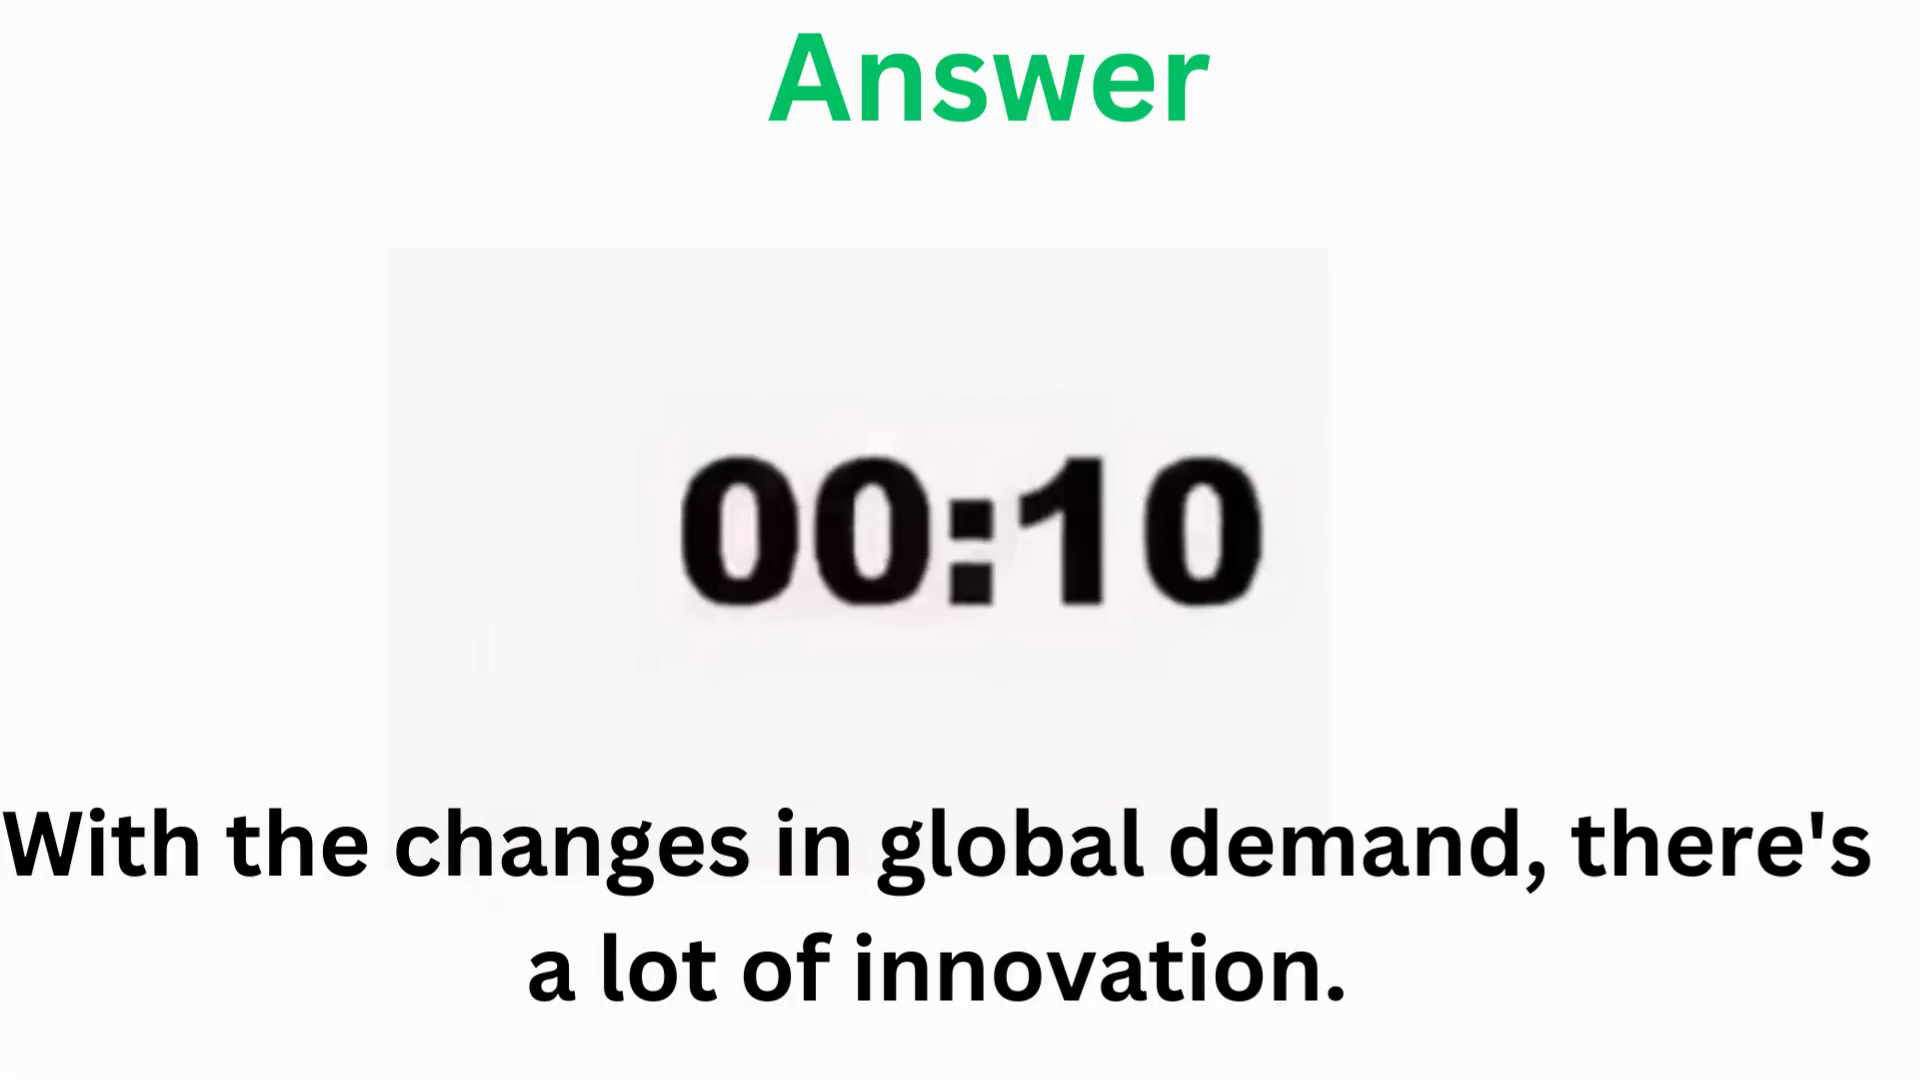 Answer
00:10
With the changes in global demand, there's
a lot of innovation.